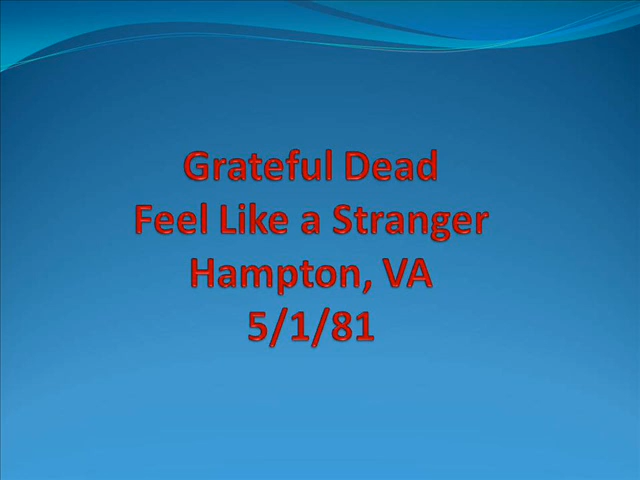 Grateful Dead
Feel Like a Stranger
Hampton, VA
5/1/81